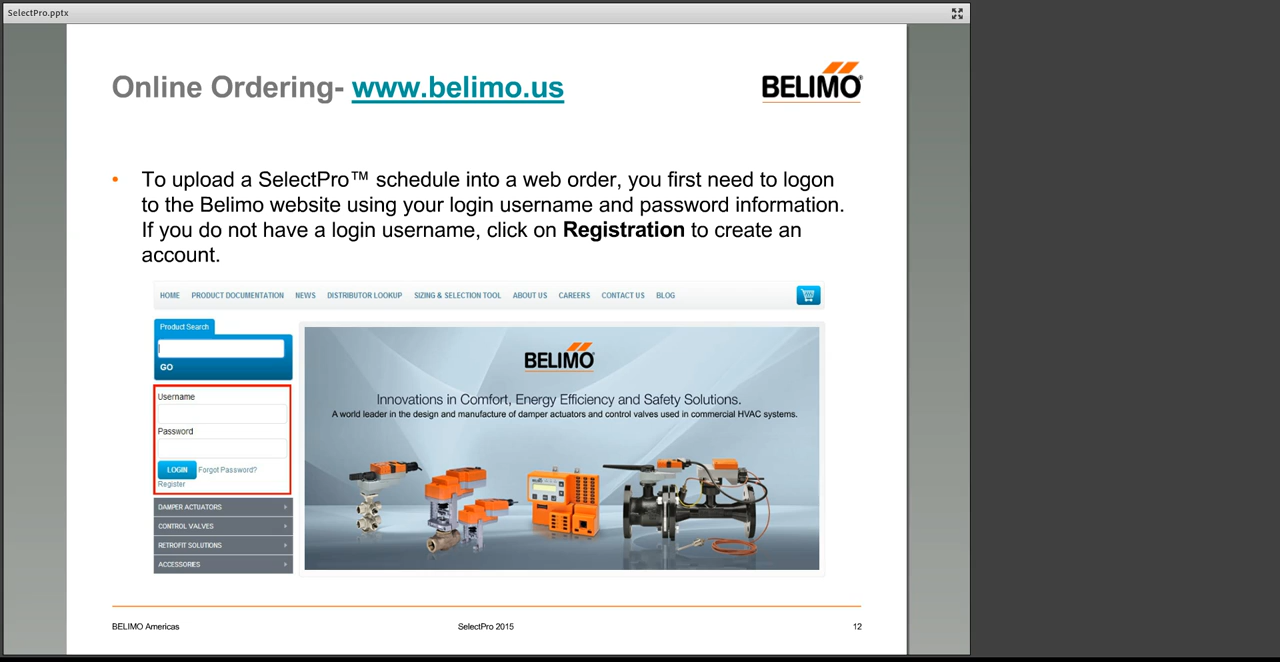 SelectPro.pptx
Online Ordering- www.belimo.us
BELIMO®
• To upload a SelectPro™ schedule into a web order, you first need to logon
to the Belimo website using your login username and password information.
If you do not have a login username, click on Registration to create an
account.
HOME PRODUCT DOCUMENTATION NEWS DISTRIBUTOR LOOKUP SIZING & SELECTION TOOL ABOUT US CAREERS CONTACT US BLOG
Product Search
GO
Username
Password
LOGIN Forgot Password?
Register
DAMPER ACTUATORS
CONTROL VALVES
RETROFIT SOLUTIONS
ACCESSORIES
BELIMO
Innovations in Comfort, Energy Efficiency and Safety Solutions.
A world leader in the design and manufacture of damper actuators and control valves used in commercial HVAC systems.
BELIMO Americas
SelectPro 2015
12